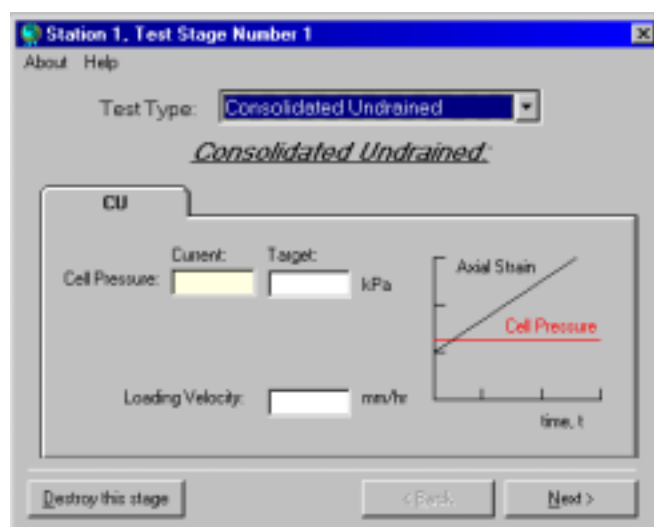 Station 1, Test Stage Number 1
About Help
Test Type: Consolidated Undrained
Consolidated Undrained:
CU
Current: Target:
Cell Pressure: kPa
Axial Strain
Cell Pressure
Loading Velocity: mm/hr
time, t
Destroy this stage < Back Next >